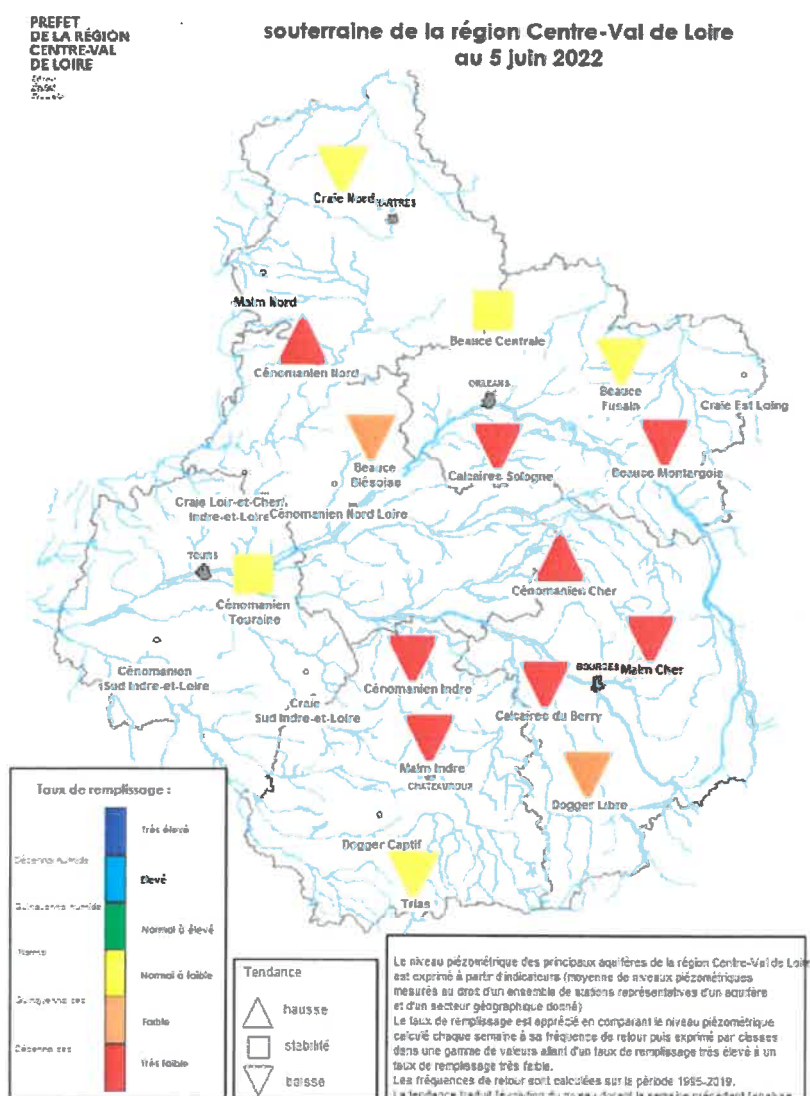 PREFET
DE LA RÉGION
CENTRE-VAL
DE LOIRE
souterraine de la région Centre-Val de Loire
au 5 juin 2022
Craie Nord
Malm Nord
Beauce Centrale
Cénomanien Nord
ORLEANS
Beauce
Fusain
Craie Est Loing
Beauce
Blésoise
Calcaires Sologne
Beauce Montargois
Craie Loir-et-Cher/
Indre-et-Loire
Cénomanien Nord Loire
TOURS
Cénomanien
Touraine
Cénomanien Cher
Cénomanien
(Sud Indre-et-Loire
Craie
Sud Indre-et-Loire
Cénomanien Indre
BOURGES
Malm Cher
Calcaires du Berry
Malm Indre
CHATEAUROUX
Dogger Libre
Dogger Captif
Trias
Taux de remplissage :
Très élevé
Décennale humide
Elevé
Quinquenna humide
Normal à élevé
Normal à faible
Faible
Très faible
Tendance
hausse
stabilité
baisse
Le niveau piézométrique des principaux aquifères de la région Centre-Val de Loire
est exprimé à partir d'indicateurs (moyenne de niveaux piézométriques
mesurés au droit d'un ensemble de stations représentatives d'un aquifère
et d'un secteur géographique donné)
Le taux de remplissage est apprécié en comparant le niveau piézométrique
calculé chaque semaine à sa fréquence de retour puis exprimé par classes
dans une gamme de valeurs allant d'un taux de remplissage très élevé à un
taux de remplissage très faible.
Les fréquences de retour sont calculées sur la période 1995-2019.